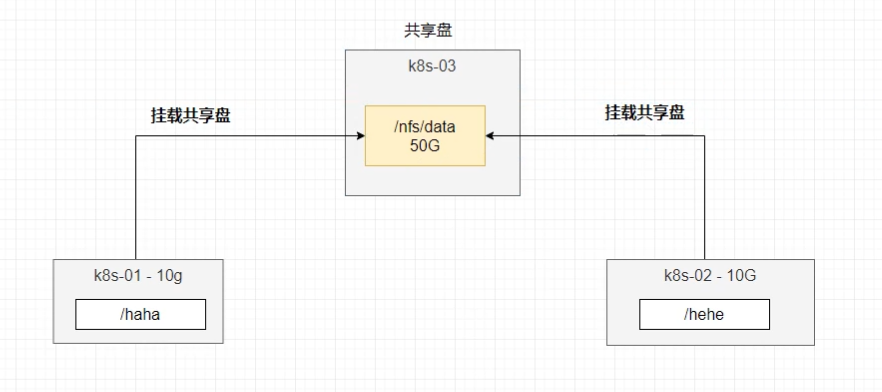 共享盘
k8s-03
挂载共享盘
/nfs/data
50G
挂载共享盘
k8s-01 - 10g
/haha
k8s-02 - 10G
/hehe